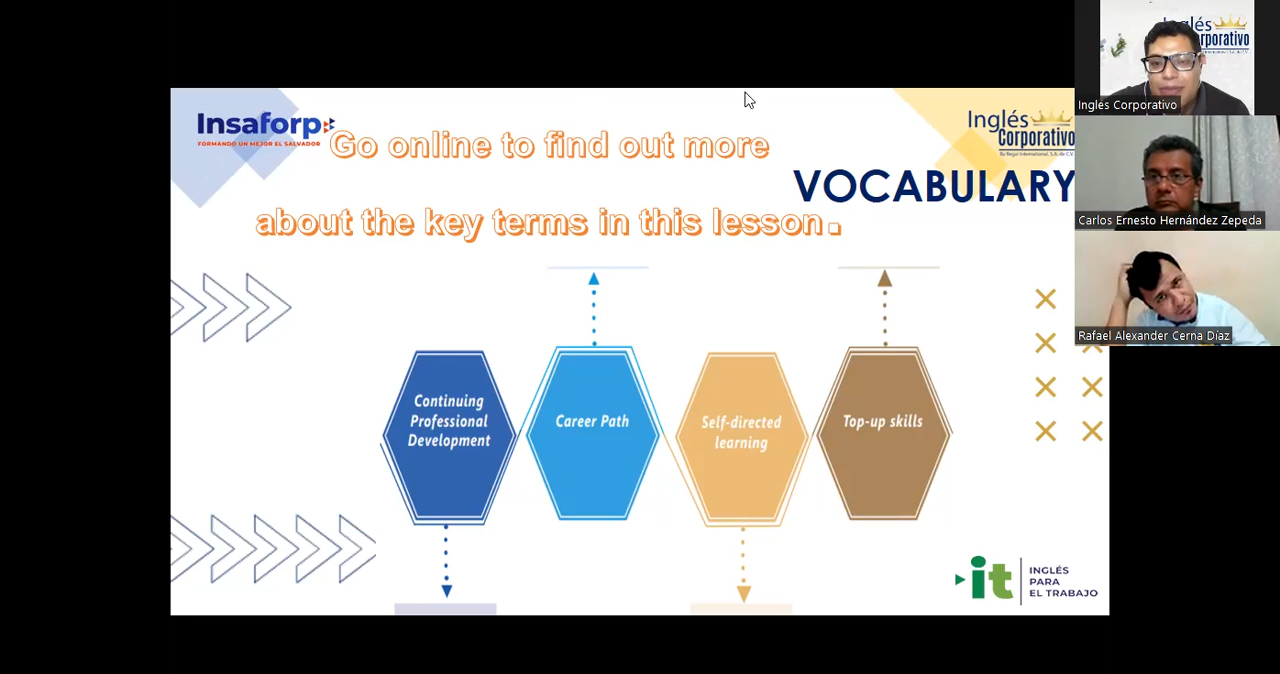 Insaforp
FORMANDO UN MEJOR EL SALVADOR
Go online to find out more
about the key terms in this lesson.
Inglés
Corporativo
VOCABULARY
Continuing
Professional
Development
Career Path
Self-directed
learning
Top-up skills
it
INGLÉS
PARA
EL TRABAJO
Inglés Corporativo
Carlos Ernesto Hernández Zepeda
Rafael Alexander Cerna Díaz